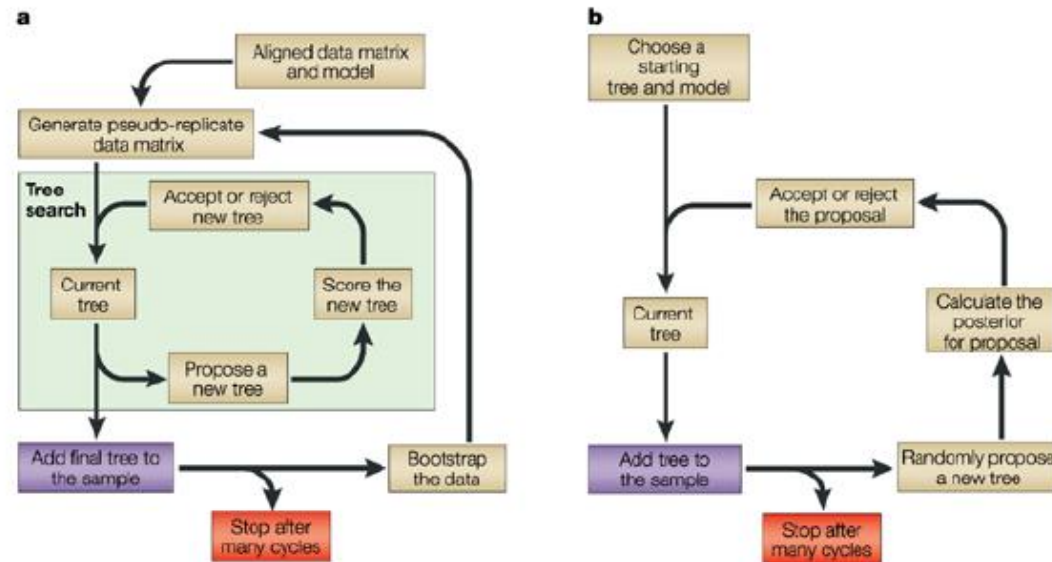 a
Aligned data matrix
and model
Generate pseudo-replicate
data matrix
Tree
search
Accept or reject
new tree
Current
tree
Score the
new tree
Propose a
new tree
Add final tree to
the sample
Bootstrap
the data
Stop after
many cycles
b
Choose a
starting
tree and model
Accept or reject
the proposal
Current
tree
Calculate the
posterior
for proposal
Add tree to
the sample
Randomly propose
a new tree
Stop after
many cycles